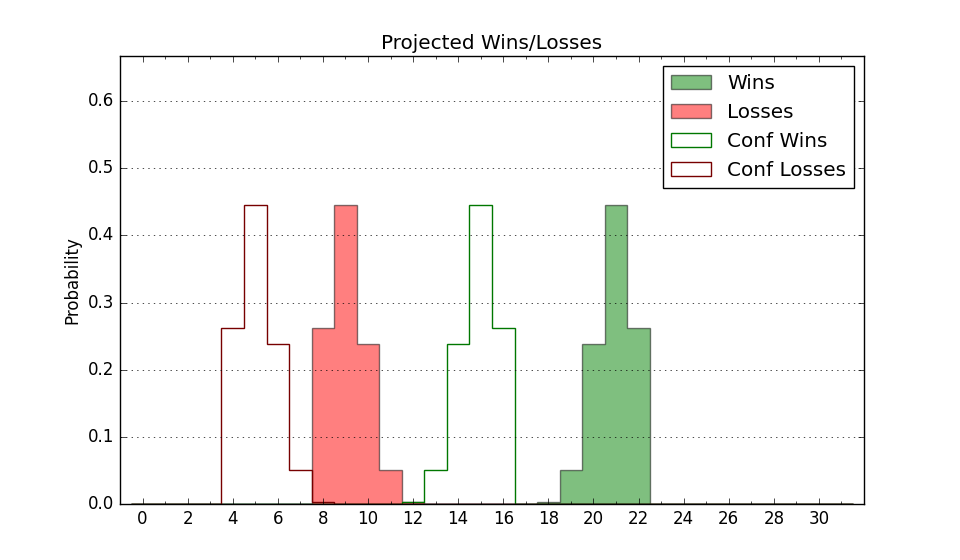 Projected Wins/Losses
Wins
Losses
Conf Wins
Conf Losses
Probability
0.6
0.5
0.4
0.3
0.2
0.1
0.0
0 2 4 6 8 10 12 14 16 18 20 22 24 26 28 30